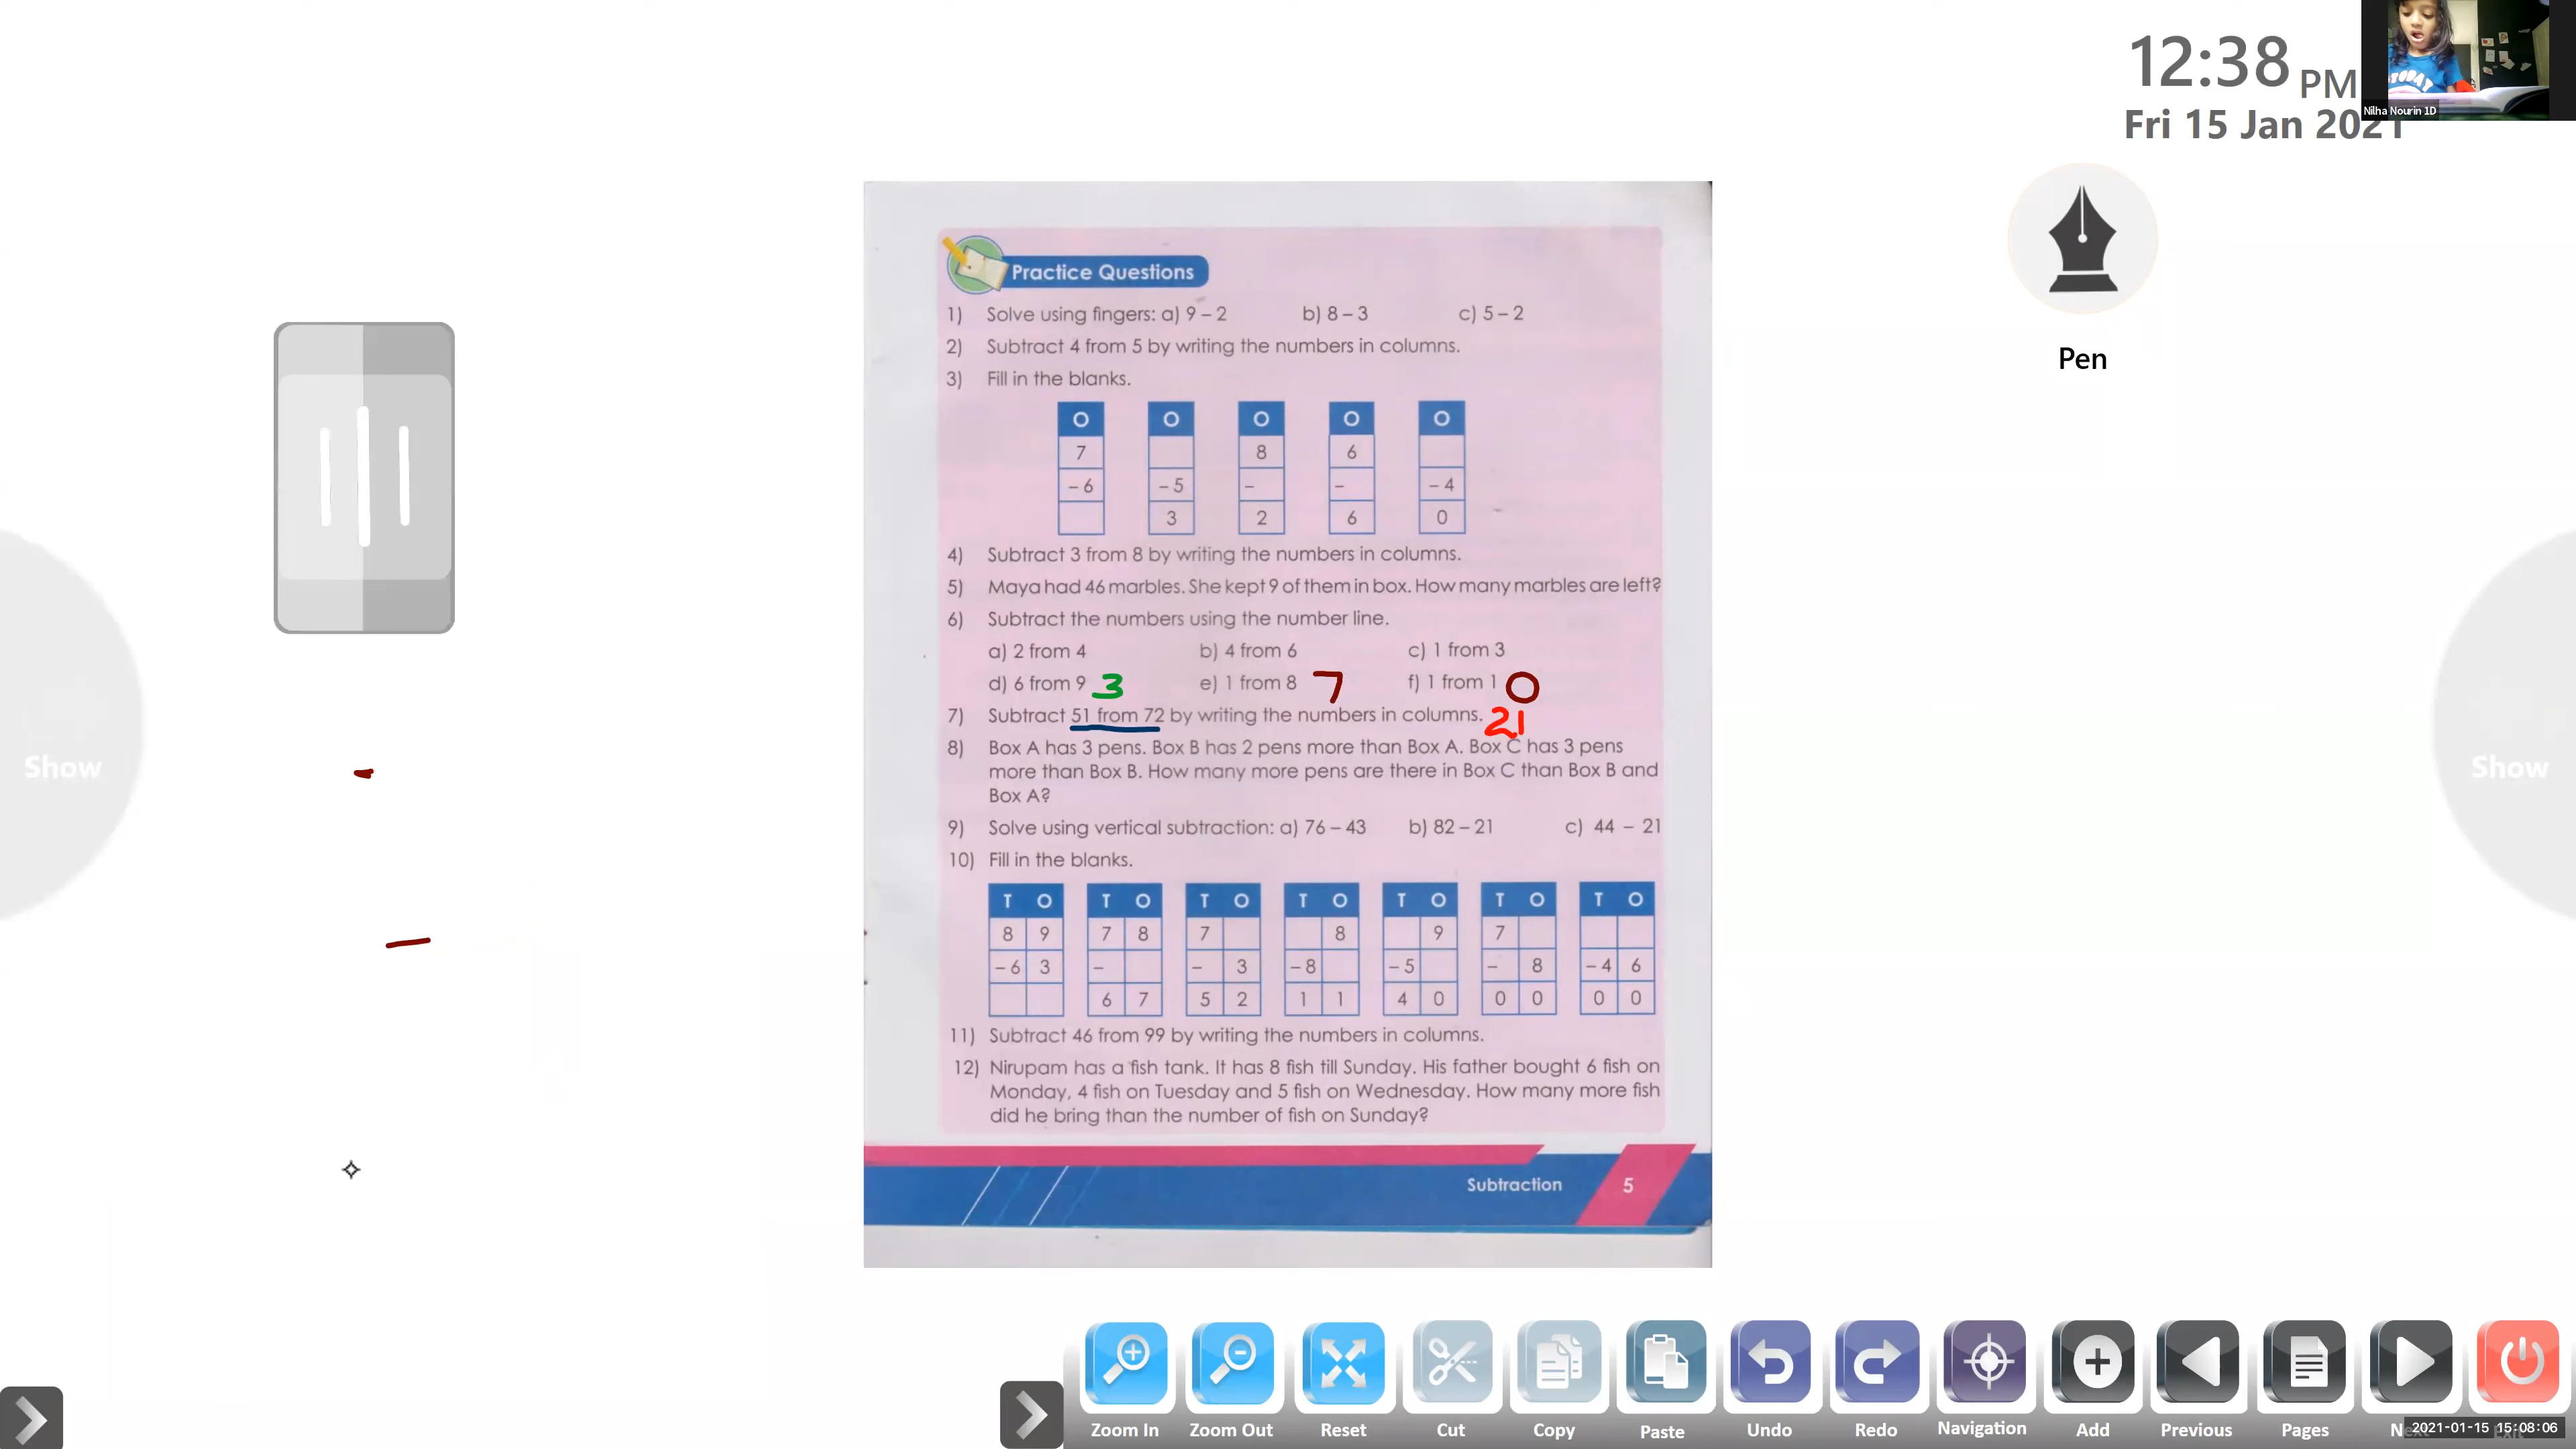 12:38 PM
Fri 15 Jan 2021
TODAY
Nilha Nourin 1D
Pen
Show
Show
Practice Questions
1) Solve using fingers: a) 9 – 2 b) 8 – 3 c) 5 – 2
2) Subtract 4 from 5 by writing the numbers in columns.
3) Fill in the blanks.
O O O O O
7 8 6
– 6 – 5 – – – 4
3 2 6 0
4) Subtract 3 from 8 by writing the numbers in columns.
5) Maya had 46 marbles. She kept 9 of them in box. How many marbles are left?
6) Subtract the numbers using the number line.
a) 2 from 4 b) 4 from 6 c) 1 from 3
d) 6 from 9 3 e) 1 from 8 7 f) 1 from 1 0
7) Subtract 51 from 72 by writing the numbers in columns. 21
8) Box A has 3 pens. Box B has 2 pens more than Box A. Box C has 3 pens
more than Box B. How many more pens are there in Box C than Box B and
Box A?
9) Solve using vertical subtraction: a) 76 – 43 b) 82 – 21 c) 44 – 21
10) Fill in the blanks.
T O T O T O T O T O T O T O
8 9 7 8 7 8 9 7
– 6 3 – – 3 – 8 – 5 – 8 – 4 6
6 7 5 2 1 1 4 0 0 0 0 0
11) Subtract 46 from 99 by writing the numbers in columns.
12) Nirupam has a fish tank. It has 8 fish till Sunday. His father bought 6 fish on
Monday, 4 fish on Tuesday and 5 fish on Wednesday. How many more fish
did he bring than the number of fish on Sunday?
Subtraction 5
Zoom In Zoom Out Reset Cut Copy Paste Undo Redo Navigation Add Previous Pages
2021-01-15 15:08:06